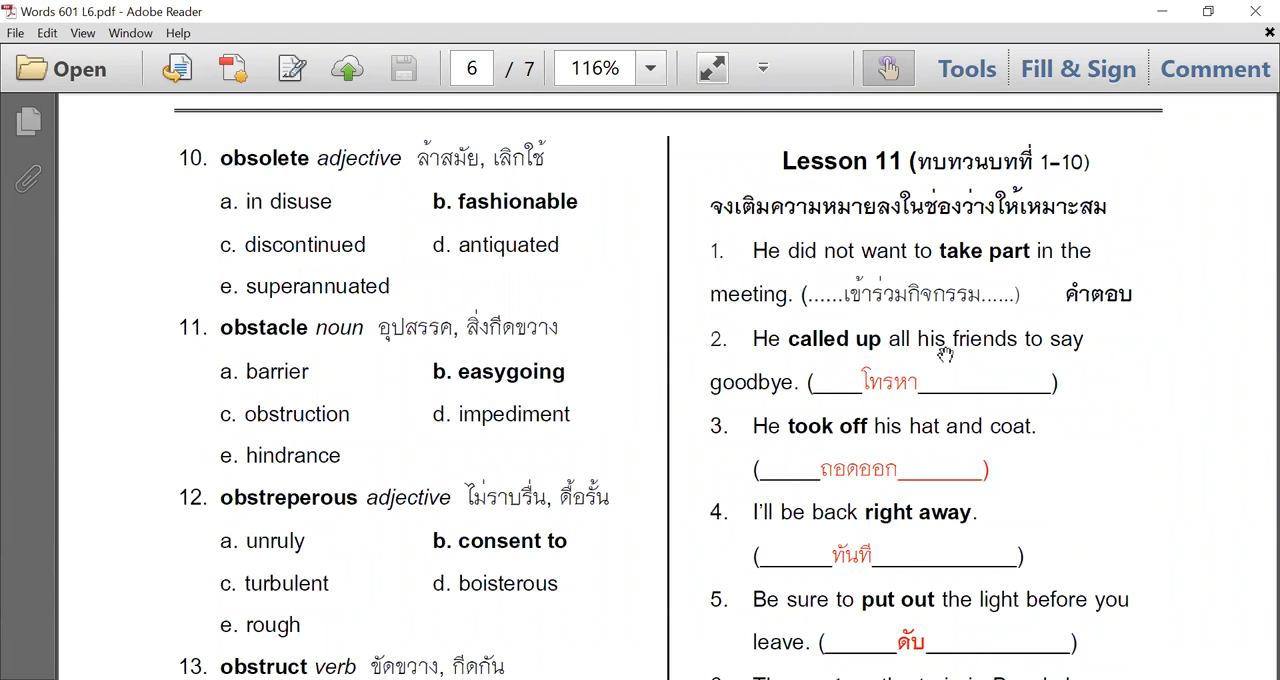 Words 601 L6.pdf - Adobe Reader
File Edit View Window Help
Open 6 / 7 116% Tools Fill & Sign Comment
10. obsolete adjective ล้าสมัย, เลิกใช้
a. in disuse b. fashionable
c. discontinued d. antiquated
e. superannuated
11. obstacle noun อุปสรรค, สิ่งกีดขวาง
a. barrier b. easygoing
c. obstruction d. impediment
e. hindrance
12. obstreperous adjective ไม่ราบรื่น, ดื้อรั้น
a. unruly b. consent to
c. turbulent d. boisterous
e. rough
13. obstruct verb ขัดขวาง, กีดกัน
Lesson 11 (ทบทวนบทที่ 1-10)
จงเติมความหมายลงในช่องว่างให้เหมาะสม
1. He did not want to take part in the
meeting. (......เข้าร่วมกิจกรรม......) คำตอบ
2. He called up all his friends to say
goodbye. (____โทรหา___________)
3. He took off his hat and coat.
(_____ถอดออก_______)
4. I'll be back right away.
(______ทันที____________)
5. Be sure to put out the light before you
leave. (______ดับ____________)